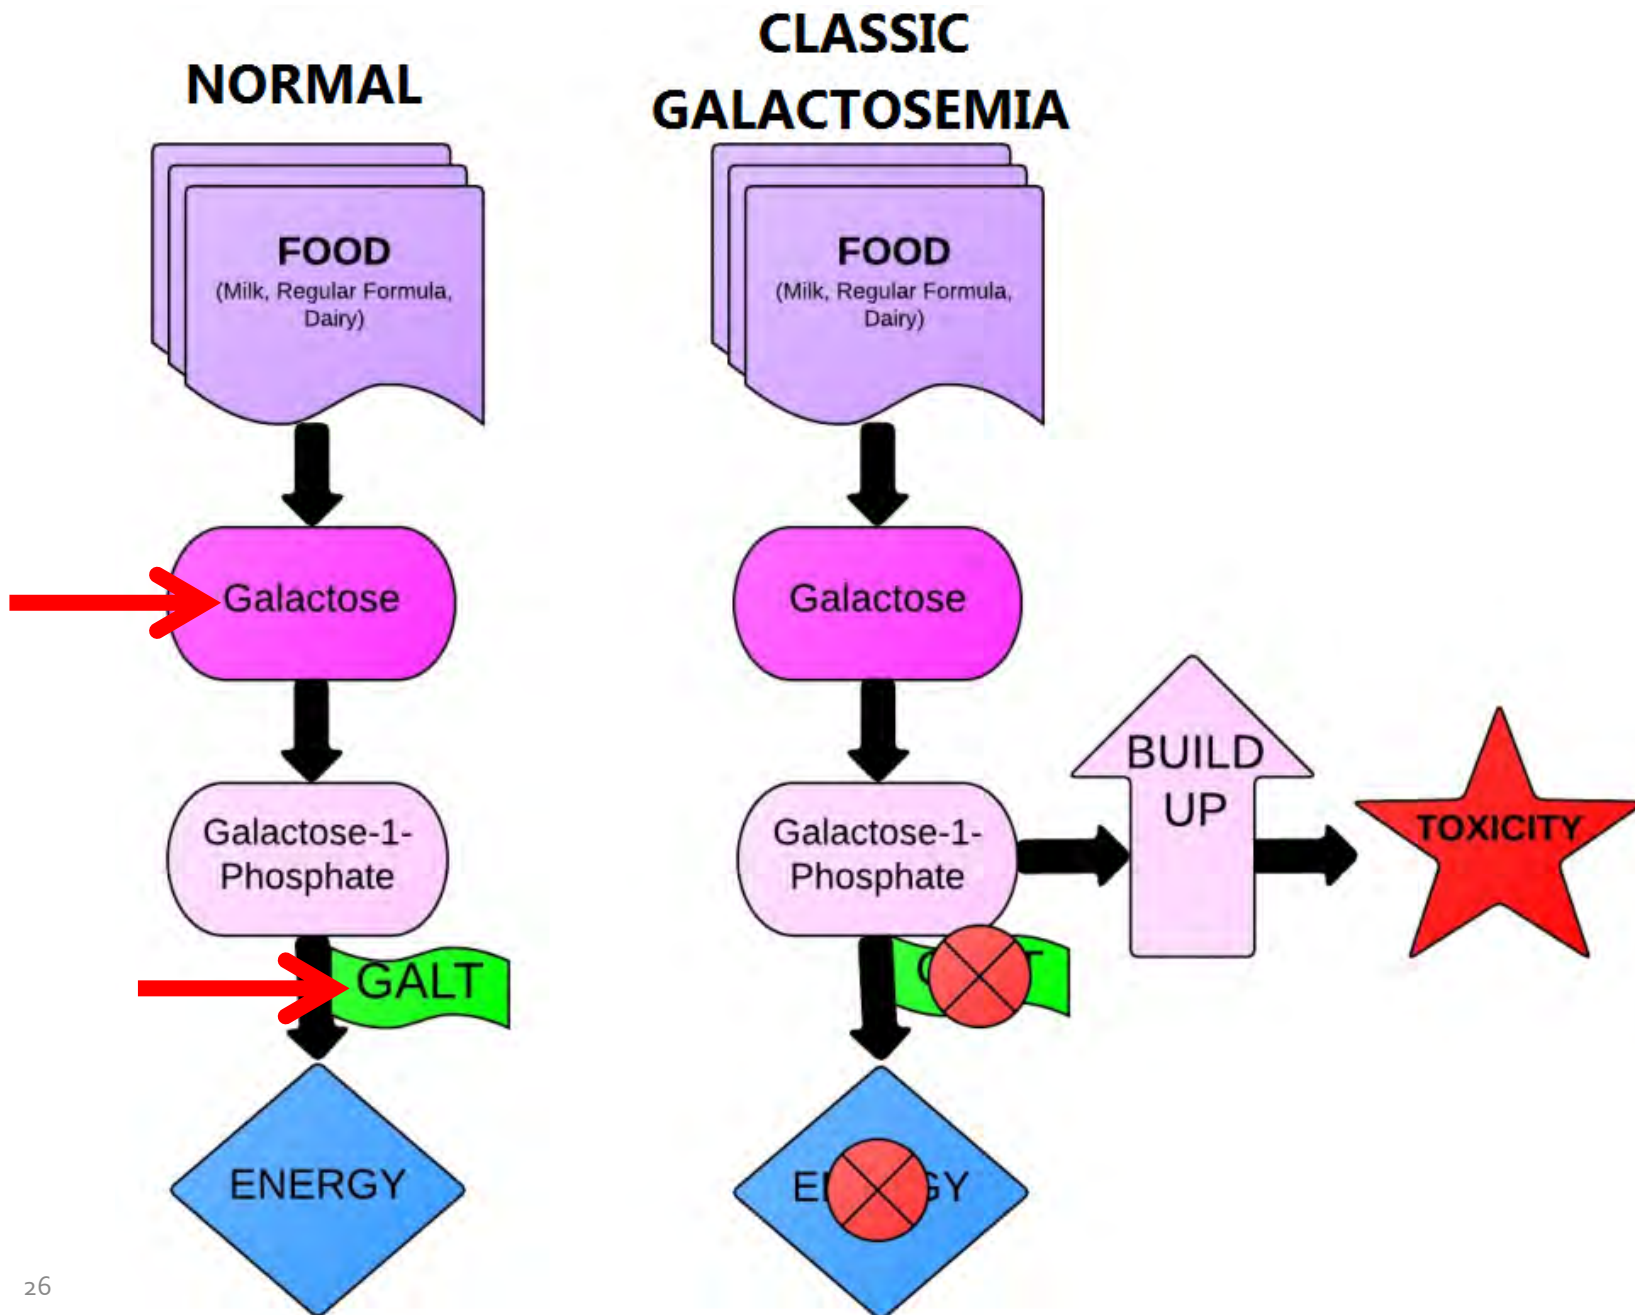 NORMAL
FOOD
(Milk, Regular Formula,
Dairy)
Galactose
Galactose-1-
Phosphate
GALT
ENERGY
CLASSIC
GALACTOSEMIA
FOOD
(Milk, Regular Formula,
Dairy)
Galactose
Galactose-1-
Phosphate
BUILD
UP
TOXICITY
26